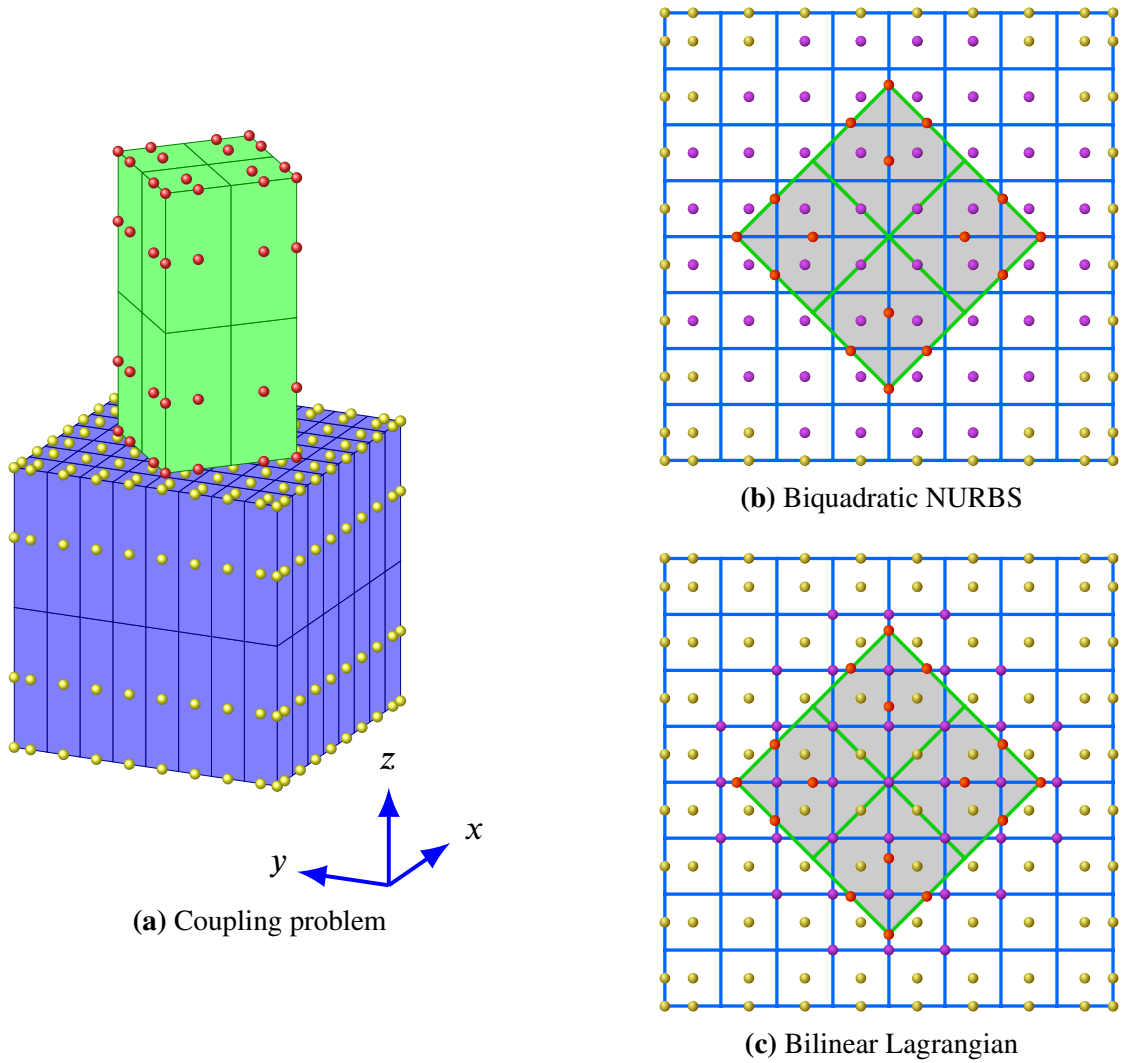 z
x
y
(a) Coupling problem
(b) Biquadratic NURBS
(c) Bilinear Lagrangian